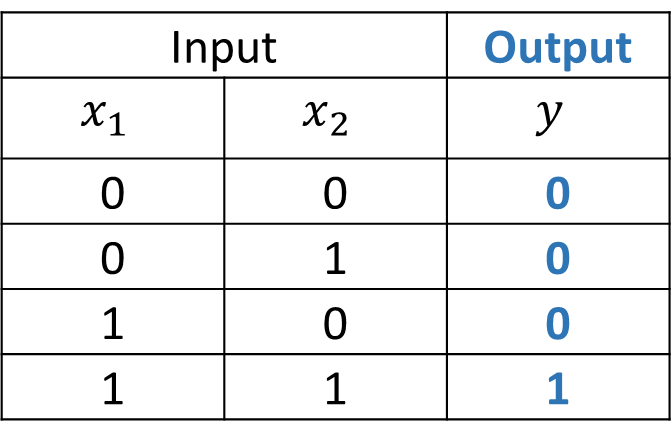 Input Output
x₁ x₂ y
0 0 0
0 1 0
1 0 0
1 1 1